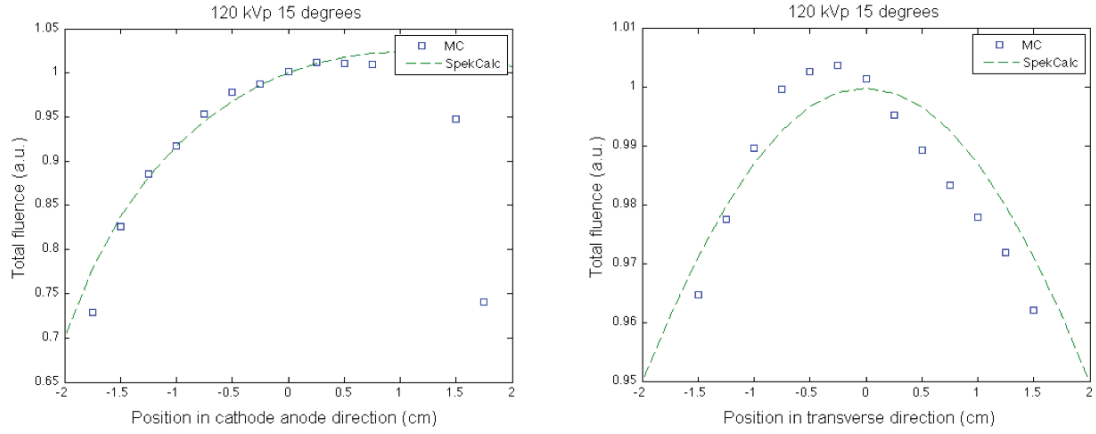 120 kVp 15 degrees
1.05
1
0.95
0.9
0.85
0.8
0.75
0.7
0.65
Total fluence (a.u.)
MC
SpekCalc
-2 -1.5 -1 -0.5 0 0.5 1 1.5 2
Position in cathode anode direction (cm)
120 kVp 15 degrees
1.01
1
0.99
0.98
0.97
0.96
0.95
Total fluence (a.u.)
MC
SpekCalc
-2 -1.5 -1 -0.5 0 0.5 1 1.5 2
Position in transverse direction (cm)